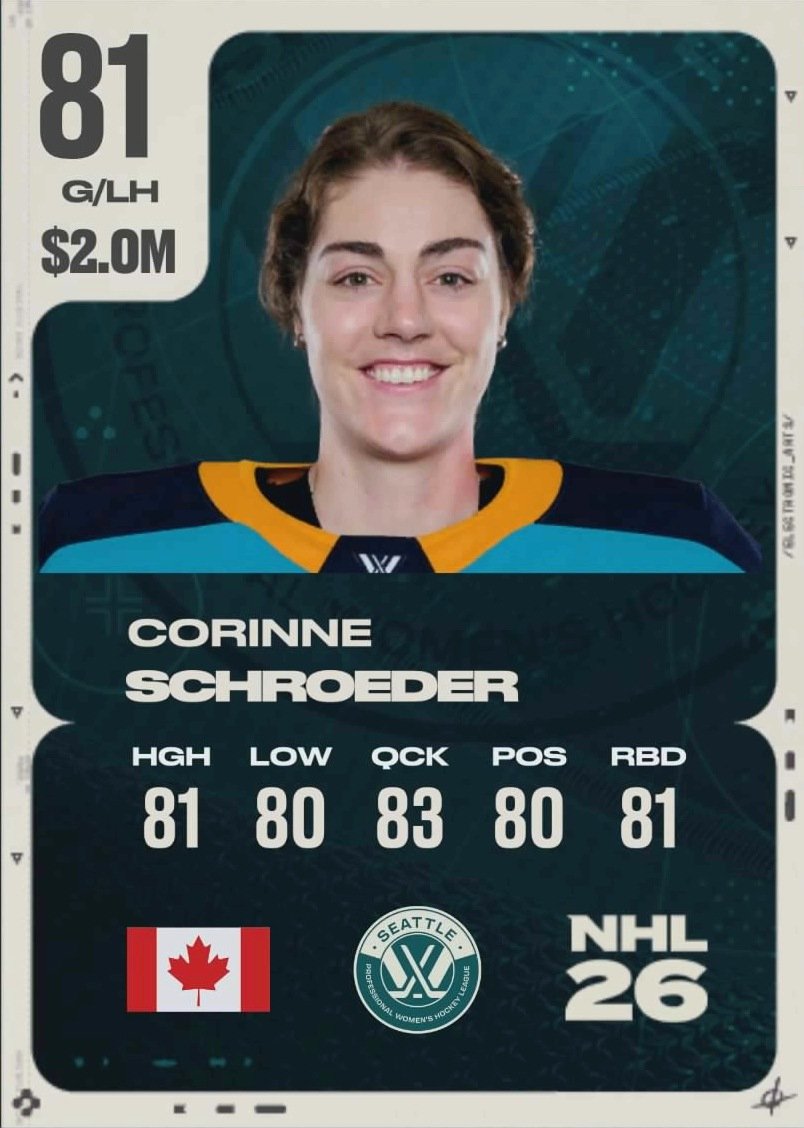 81
G/LH
$2.0M
CORINNE
SCHROEDER
HGH LOW QCK POS RBD
81 80 83 80 81
SEATTLE
PROFESSIONAL WOMEN'S HOCKEY LEAGUE
NHL
26